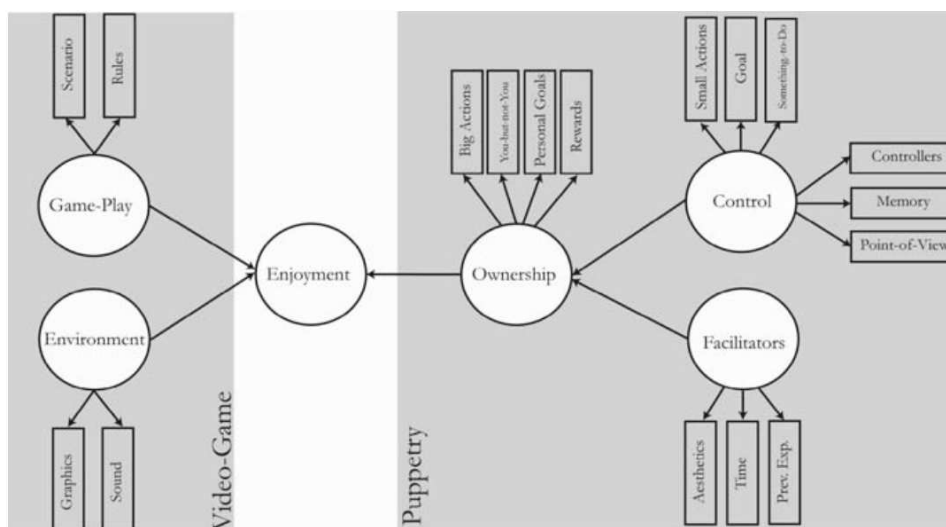 Scenario
Rules
Game-Play
Environment
Graphics
Sound
Video-Game
Enjoyment
Puppetry
Big Actions
You-but-not-You
Personal Goals
Rewards
Ownership
Small Actions
Goal
Something-to-Do
Control
Controllers
Memory
Point-of-View
Facilitators
Aesthetics
Time
Prev. Exp.